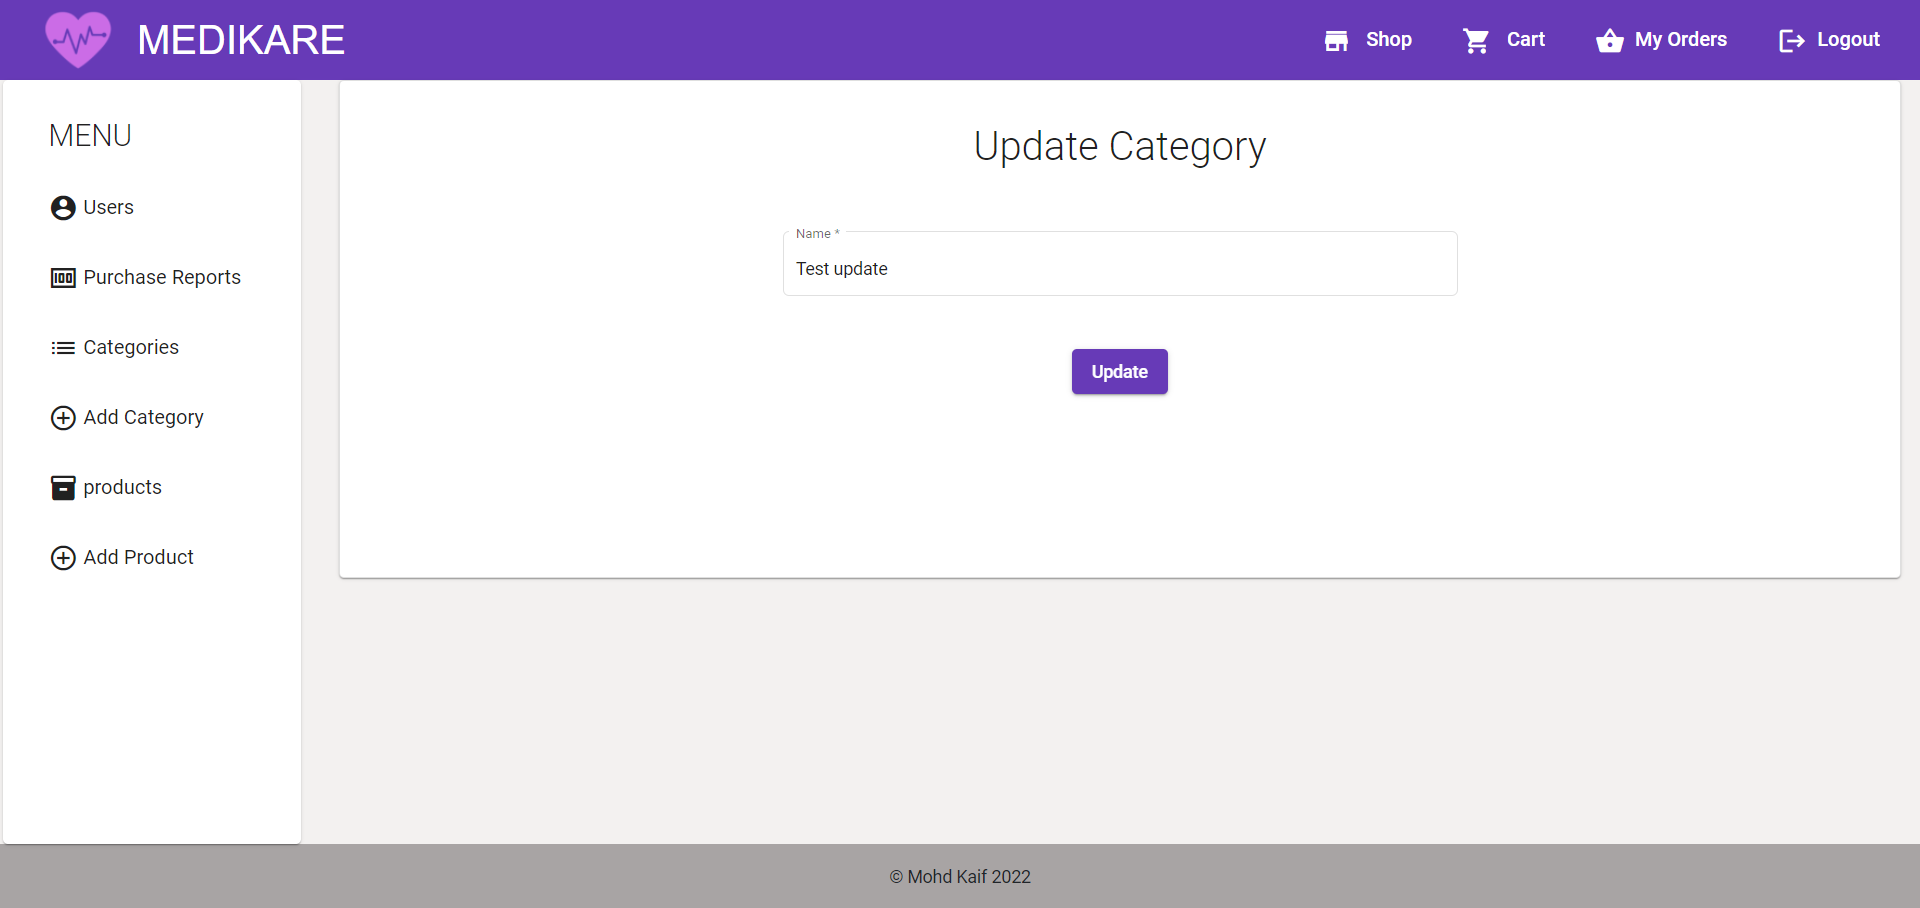 MEDIKARE
Shop
Cart
My Orders
Logout
MENU
Users
Purchase Reports
Categories
Add Category
products
Add Product
Update Category
Name *
Test update
Update
© Mohd Kaif 2022